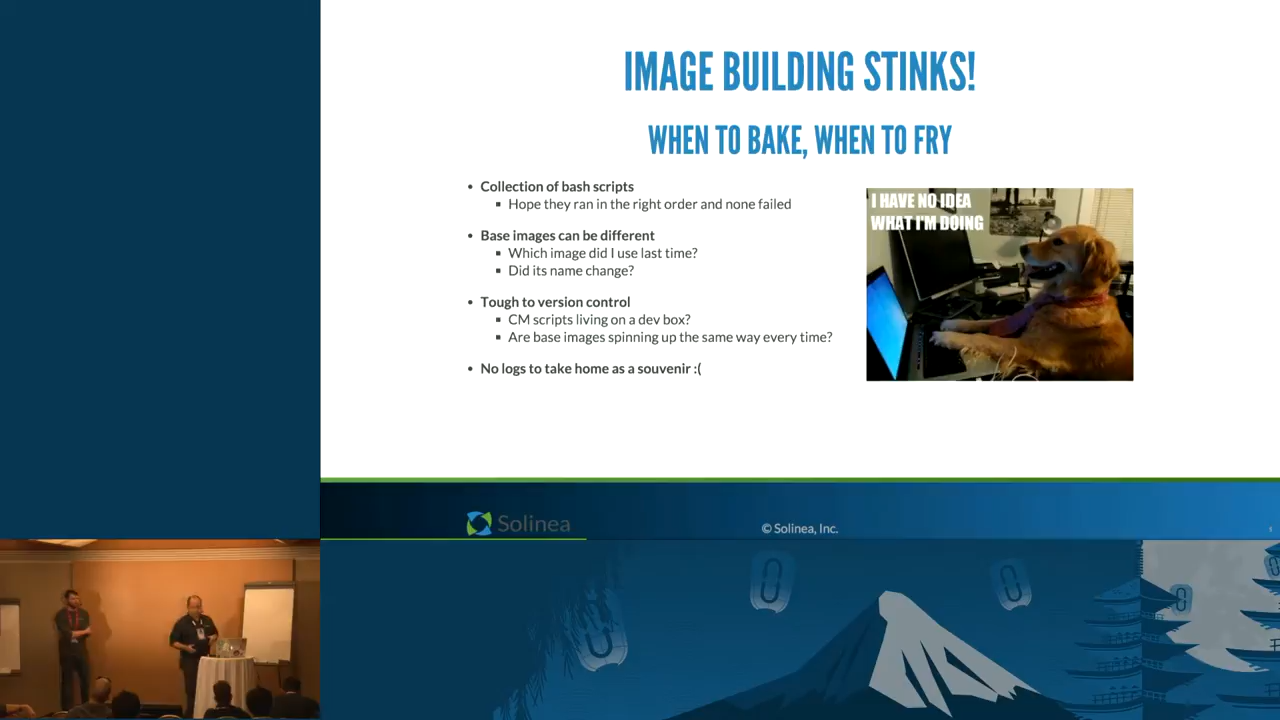 IMAGE BUILDING STINKS!
WHEN TO BAKE, WHEN TO FRY
• Collection of bash scripts
▪ Hope they ran in the right order and none failed
• Base images can be different
▪ Which image did I use last time?
▪ Did its name change?
• Tough to version control
▪ CM scripts living on a dev box?
▪ Are base images spinning up the same way every time?
• No logs to take home as a souvenir :(
I HAVE NO IDEA
WHAT I'M DOING
Solinea
© Solinea, Inc.